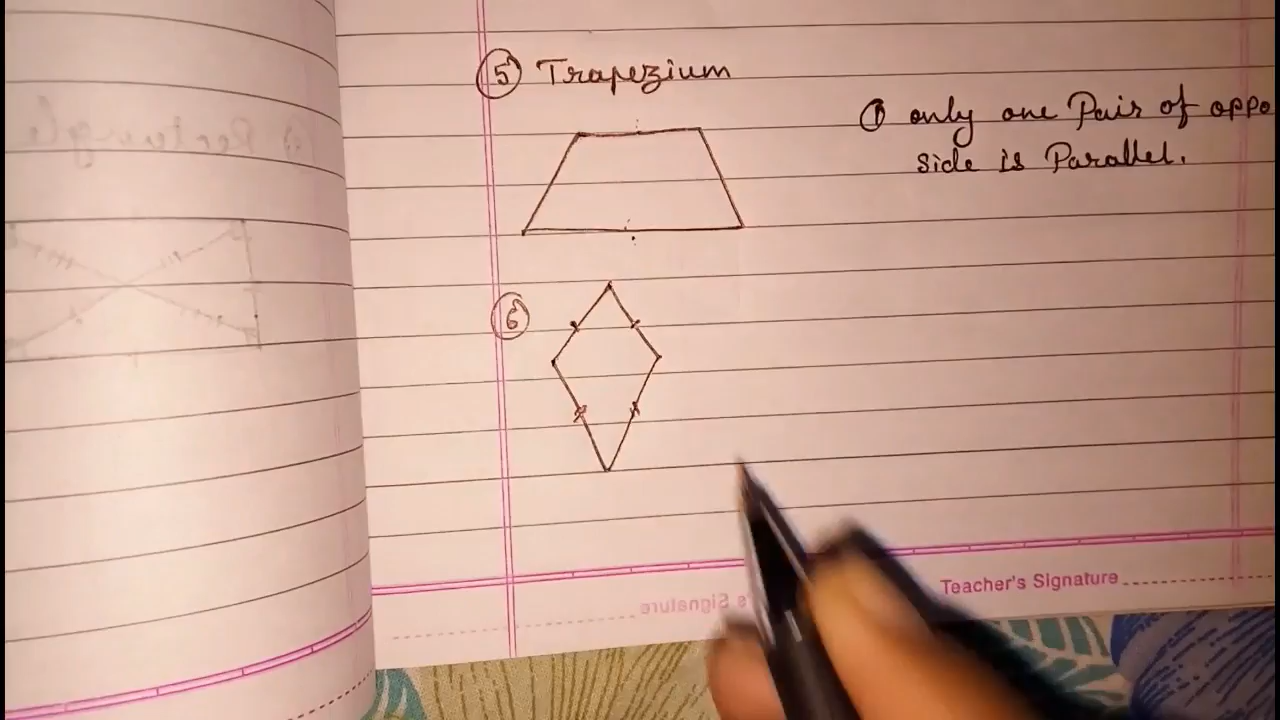 5 Trapezium
① only one Pair of oppo
side is Parallel.
6
Teacher's Signature